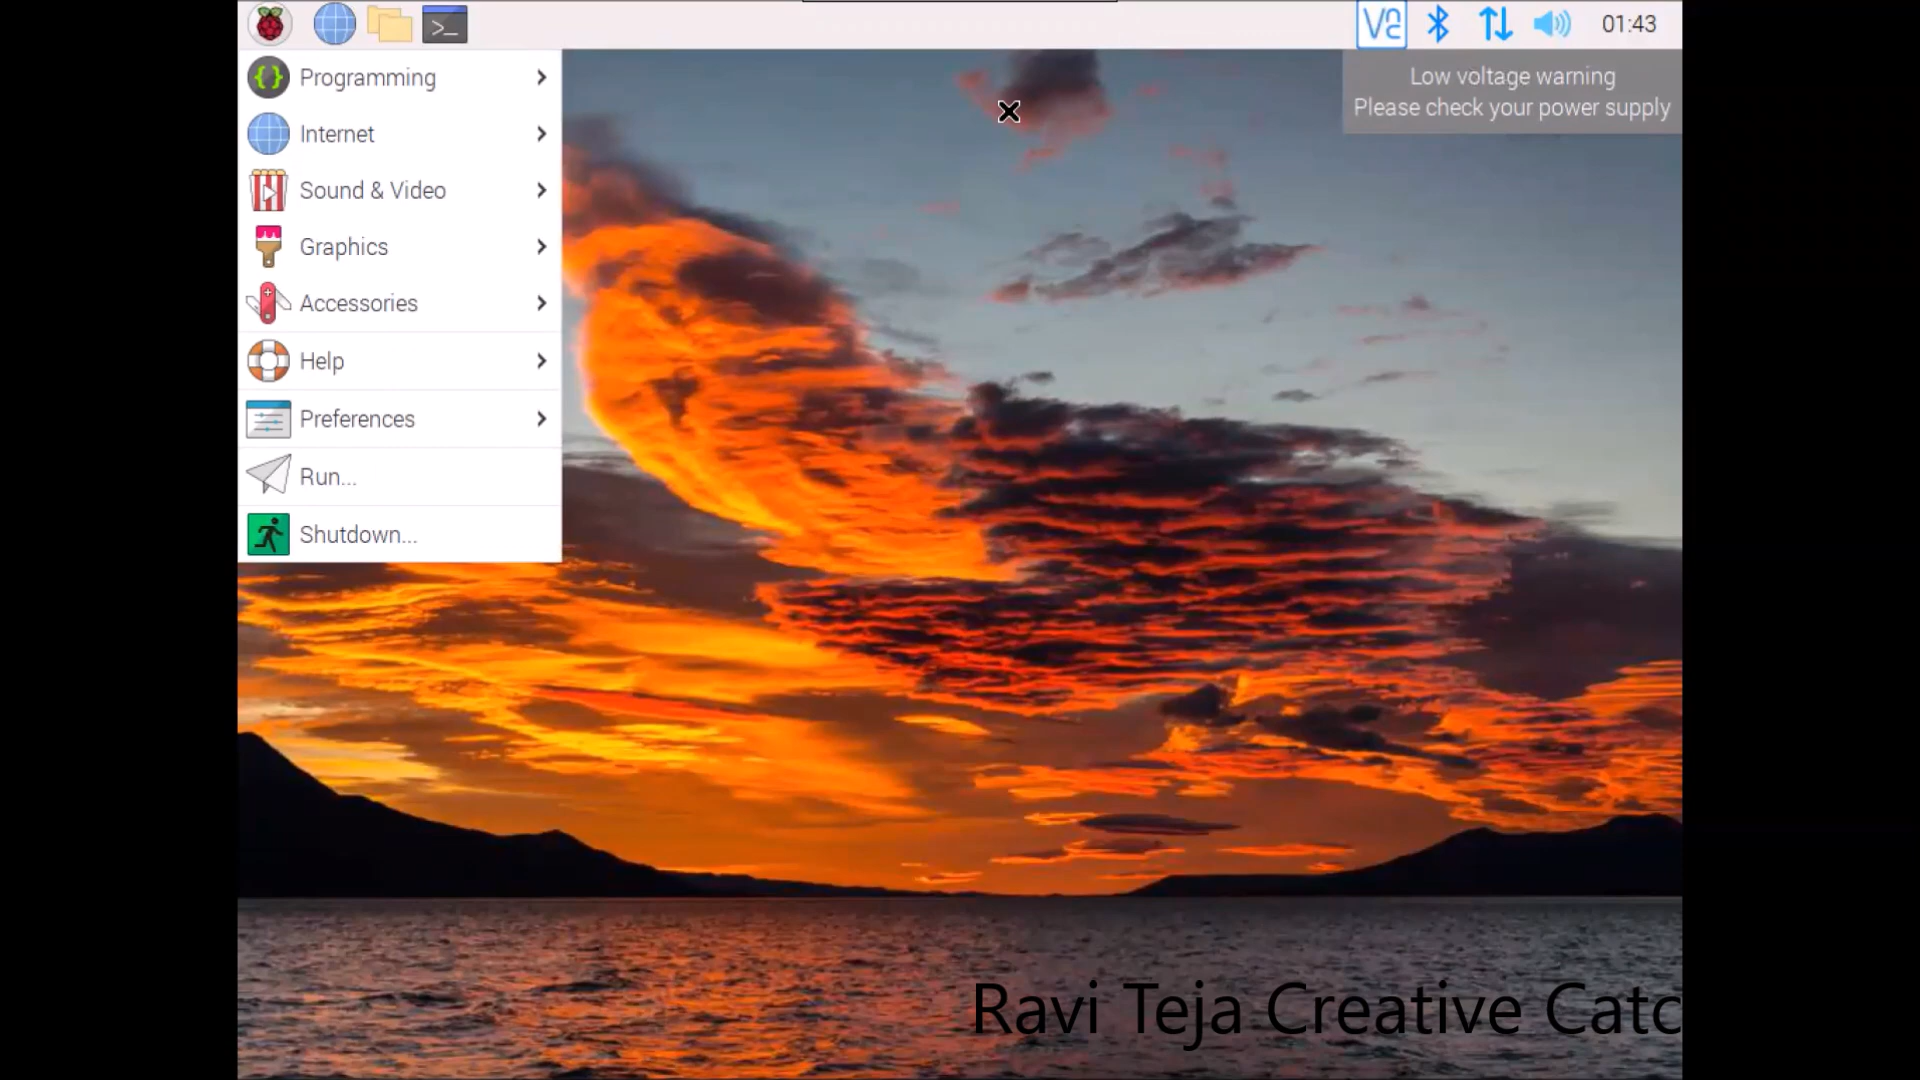 01:43
Low voltage warning
Please check your power supply
Programming
Internet
Sound & Video
Graphics
Accessories
Help
Preferences
Run...
Shutdown...
Ravi Teja Creative Catc